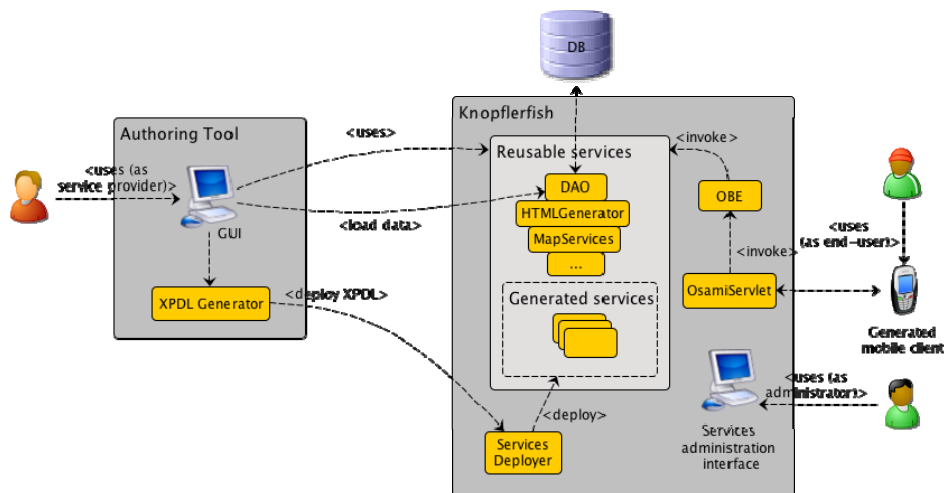 DB
Knopflerfish
Authoring Tool
<uses>
<invoke>
Reusable services
<uses (as
service provider)>
DAO
OBE
HTMLGenerator
GUI
<load data>
MapServices
<uses
(as end-user)>
<invoke>
...
XPDL Generator
<deploy XPDL>
Generated services
OsamiServlet
Generated
mobile client
<uses (as
administrator)>
<deploy>
Services
Deployer
Services
administration
interface